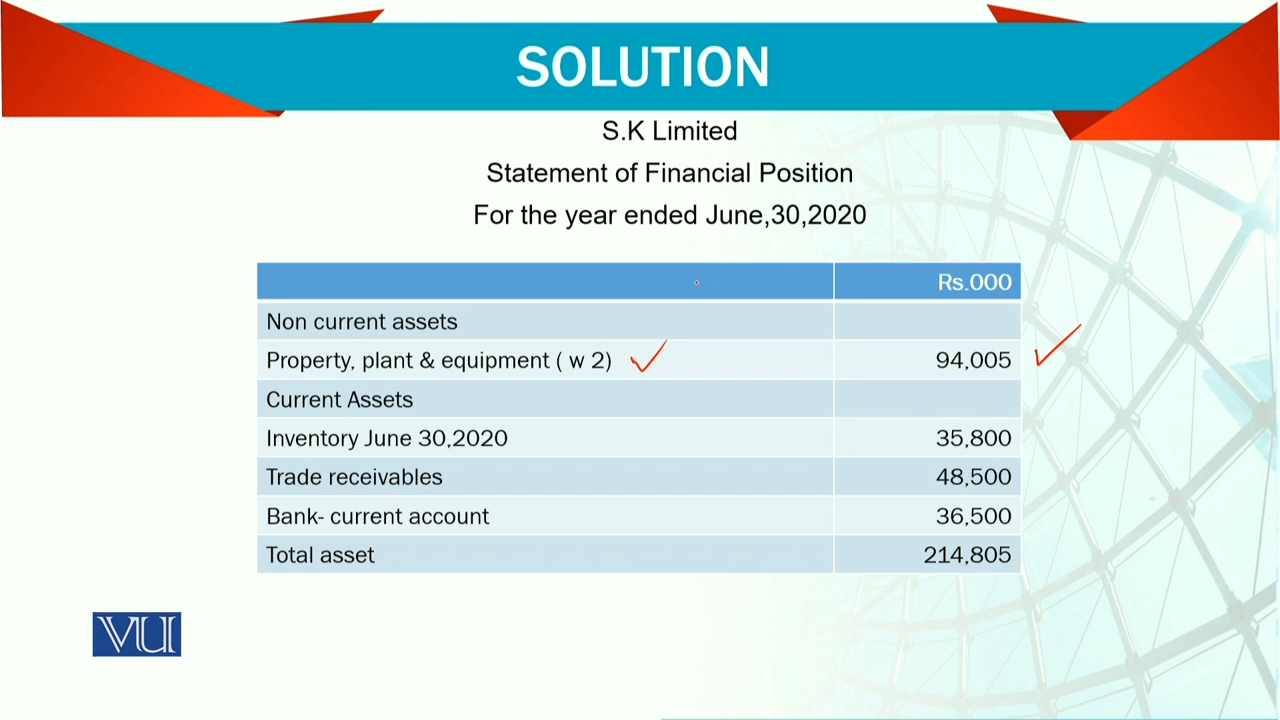 SOLUTION
S.K Limited
Statement of Financial Position
For the year ended June,30,2020
Rs.000
Non current assets
Property, plant & equipment ( w 2) 94,005
Current Assets
Inventory June 30,2020 35,800
Trade receivables 48,500
Bank- current account 36,500
Total asset 214,805
VU